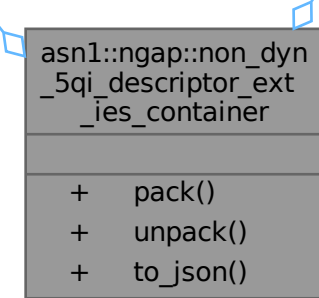 asn1::ngap::non_dyn
_5qi_descriptor_ext
_ies_container
+ pack()
+ unpack()
+ to_json()